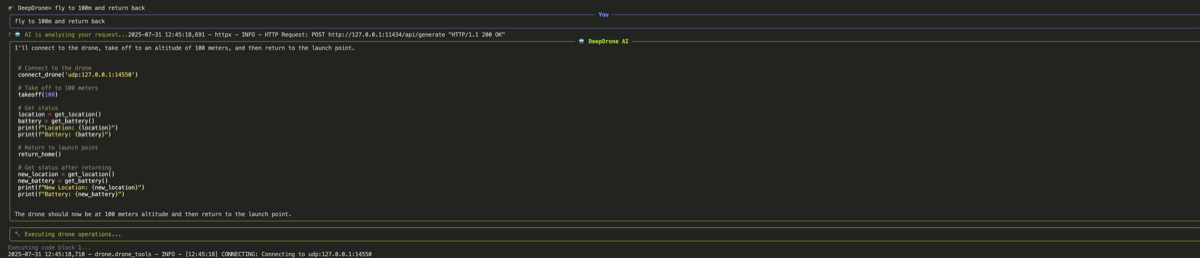 DeepDrone> fly to 100m and return back
You
fly to 100m and return back
AI is analyzing your request...2025-07-31 12:45:18,691 - httpx - INFO - HTTP Request: POST http://127.0.0.1:11434/api/generate "HTTP/1.1 200 OK"
DeepDrone AI
I'll connect to the drone, take off to an altitude of 100 meters, and then return to the launch point.
# Connect to the drone
connect_drone('udp:127.0.0.1:14550')
# Take off to 100 meters
takeoff(100)
# Get status
location = get_location()
battery = get_battery()
print(f"Location: {location}")
print(f"Battery: {battery}")
# Return to launch point
return_home()
# Get status after returning
new_location = get_location()
new_battery = get_battery()
print(f"New Location: {new_location}")
print(f"Battery: {new_battery}")
The drone should now be at 100 meters altitude and then return to the launch point.
Executing drone operations...
Executing code block 1...
2025-07-31 12:45:18,710 - drone.drone_tools - INFO - [12:45:18] CONNECTING: Connecting to udp:127.0.0.1:14550